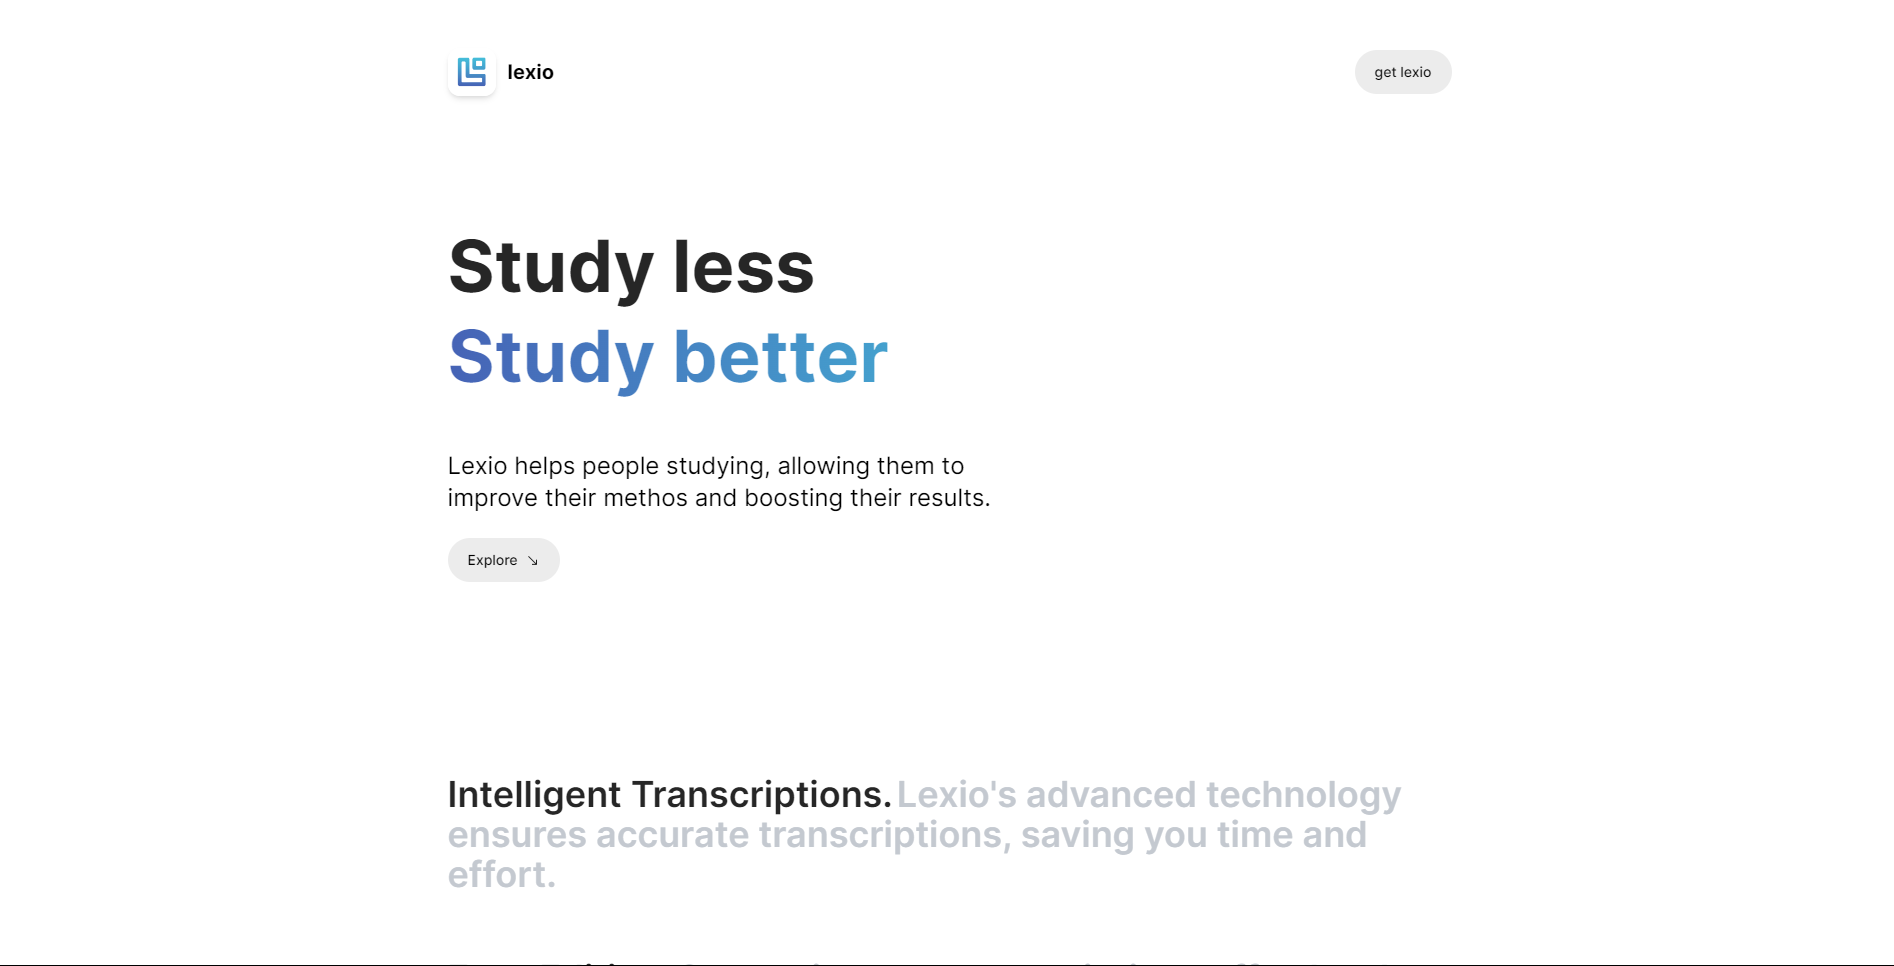 lexio
get lexio
Study less
Study better
Lexio helps people studying, allowing them to
improve their methos and boosting their results.
Explore ↘
Intelligent Transcriptions. Lexio's advanced technology
ensures accurate transcriptions, saving you time and
effort.